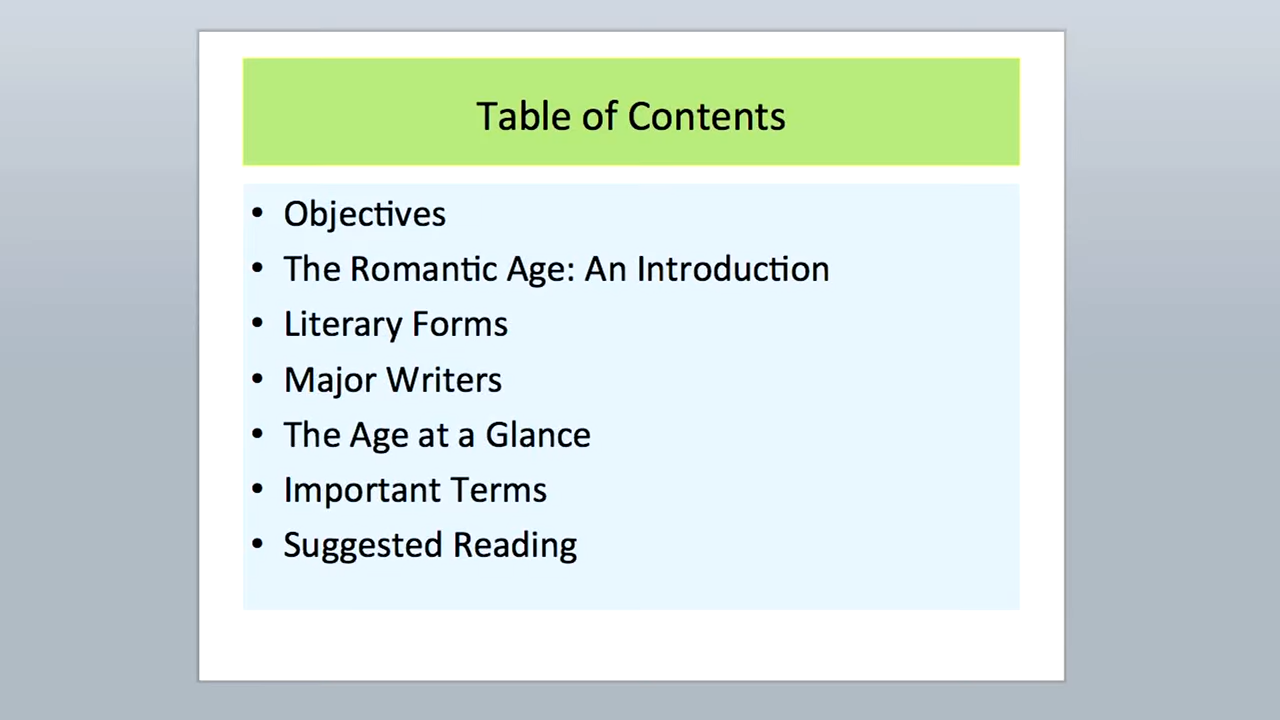 Table of Contents
• Objectives
• The Romantic Age: An Introduction
• Literary Forms
• Major Writers
• The Age at a Glance
• Important Terms
• Suggested Reading